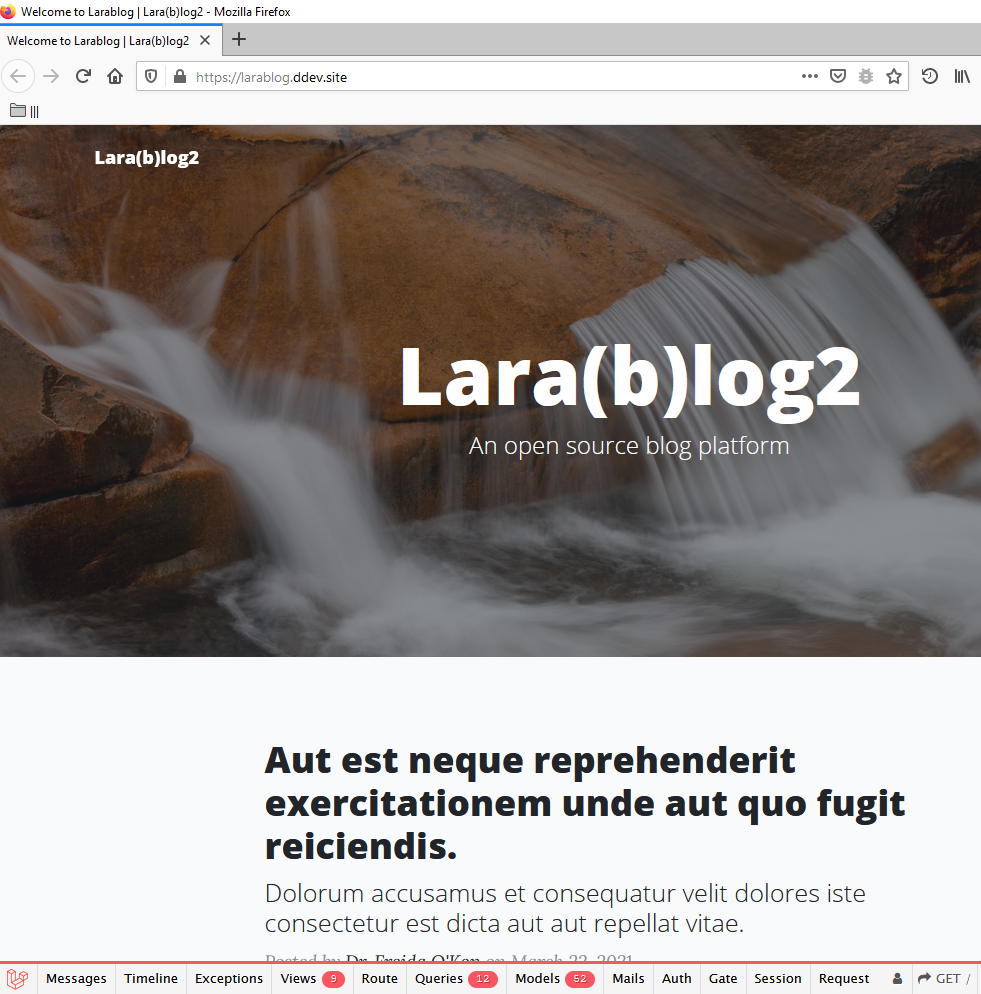 Welcome to Larablog | Lara(b)log2 - Mozilla Firefox
Welcome to Larablog | Lara(b)log2
https://larablog.ddev.site
|||
Lara(b)log2
Lara(b)log2
An open source blog platform
Aut est neque reprehenderit
exercitationem unde aut quo fugit
reiciendis.
Dolorum accusamus et consequatur velit dolores iste
consectetur est dicta aut aut repellat vitae.
Posted by Dr. Freida O'Kon on March 22, 2021
Messages Timeline Exceptions Views 9 Route Queries 12 Models 52 Mails Auth Gate Session Request GET /